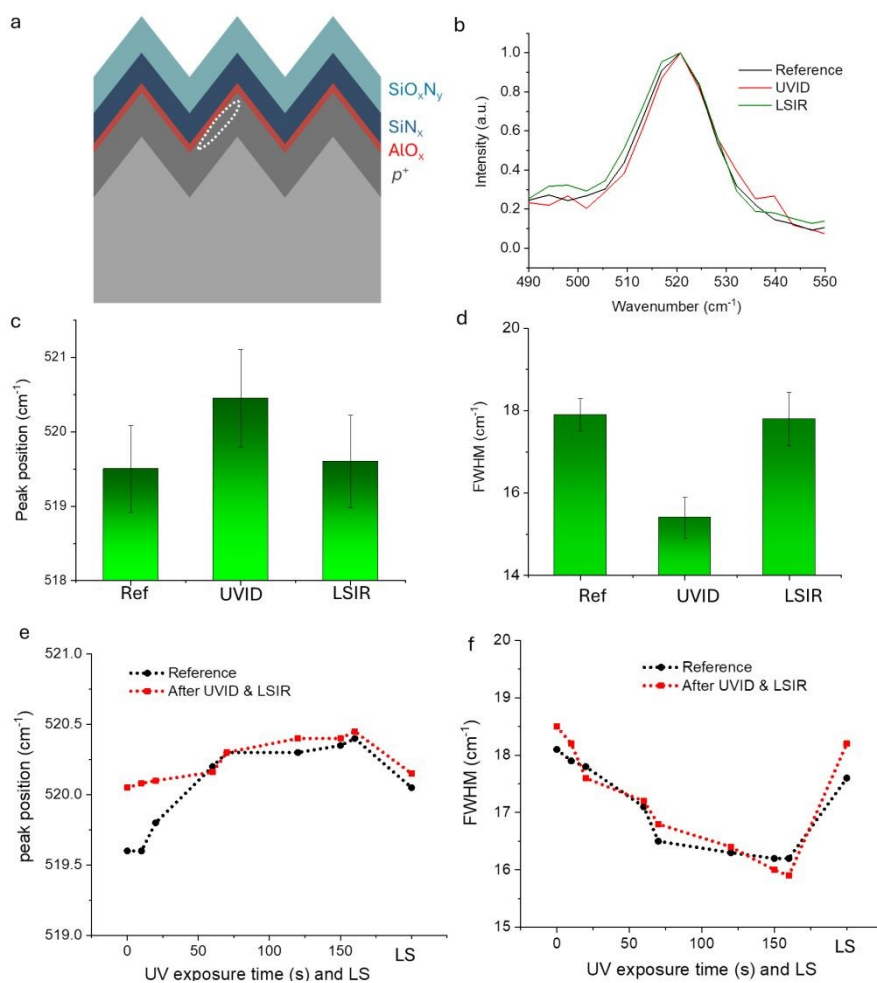 a
SiOxNy
SiNx
AlOx
p+
b
Intensity (a.u.)
1.0
0.8
0.6
0.4
0.2
0.0
Reference
UVID
LSIR
490 500 510 520 530 540 550
Wavenumber (cm-1)
c
Peak position (cm-1)
521
520
519
518
Ref UVID LSIR
d
FWHM (cm-1)
20
18
16
14
Ref UVID LSIR
e
peak position (cm-1)
521.0
520.5
520.0
519.5
519.0
Reference
After UVID & LSIR
0 50 100 150 LS
UV exposure time (s) and LS
f
FWHM (cm-1)
20
19
18
17
16
15
Reference
After UVID & LSIR
0 50 100 150 LS
UV exposure time (s) and LS